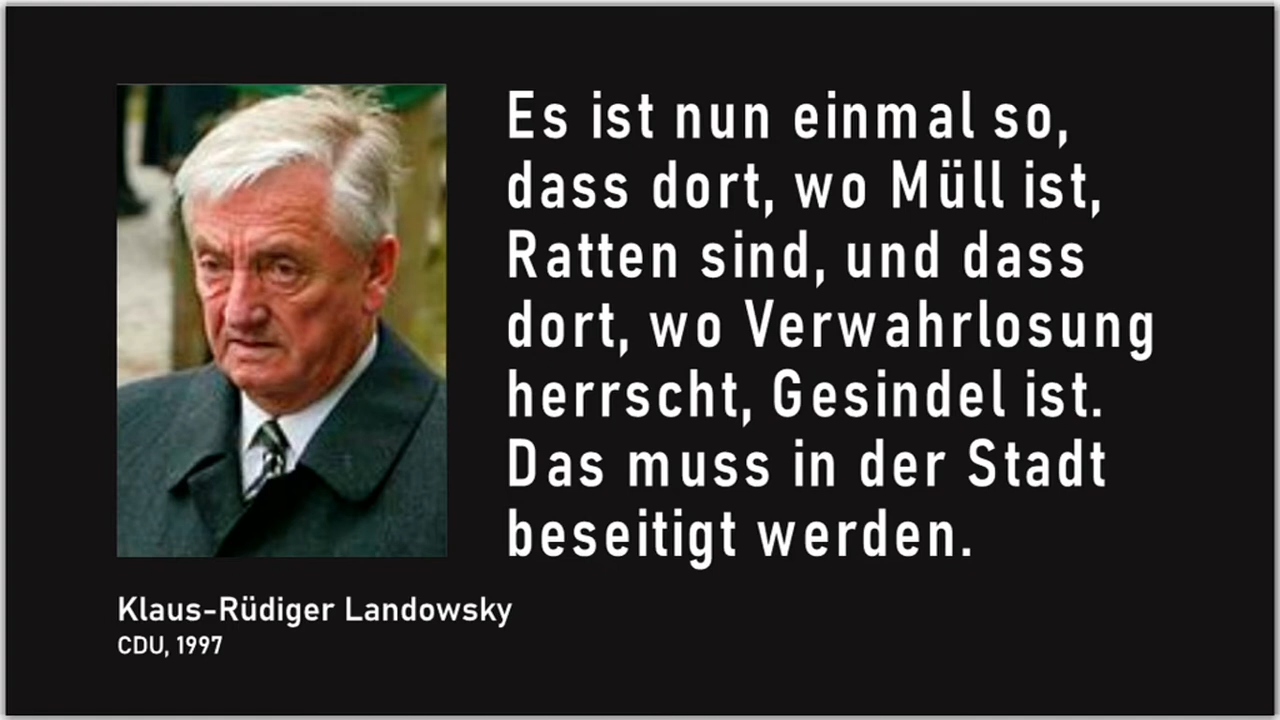 Es ist nun einmal so,
dass dort, wo Müll ist,
Ratten sind, und dass
dort, wo Verwahrlosung
herrscht, Gesindel ist.
Das muss in der Stadt
beseitigt werden.
Klaus-Rüdiger Landowsky
CDU, 1997